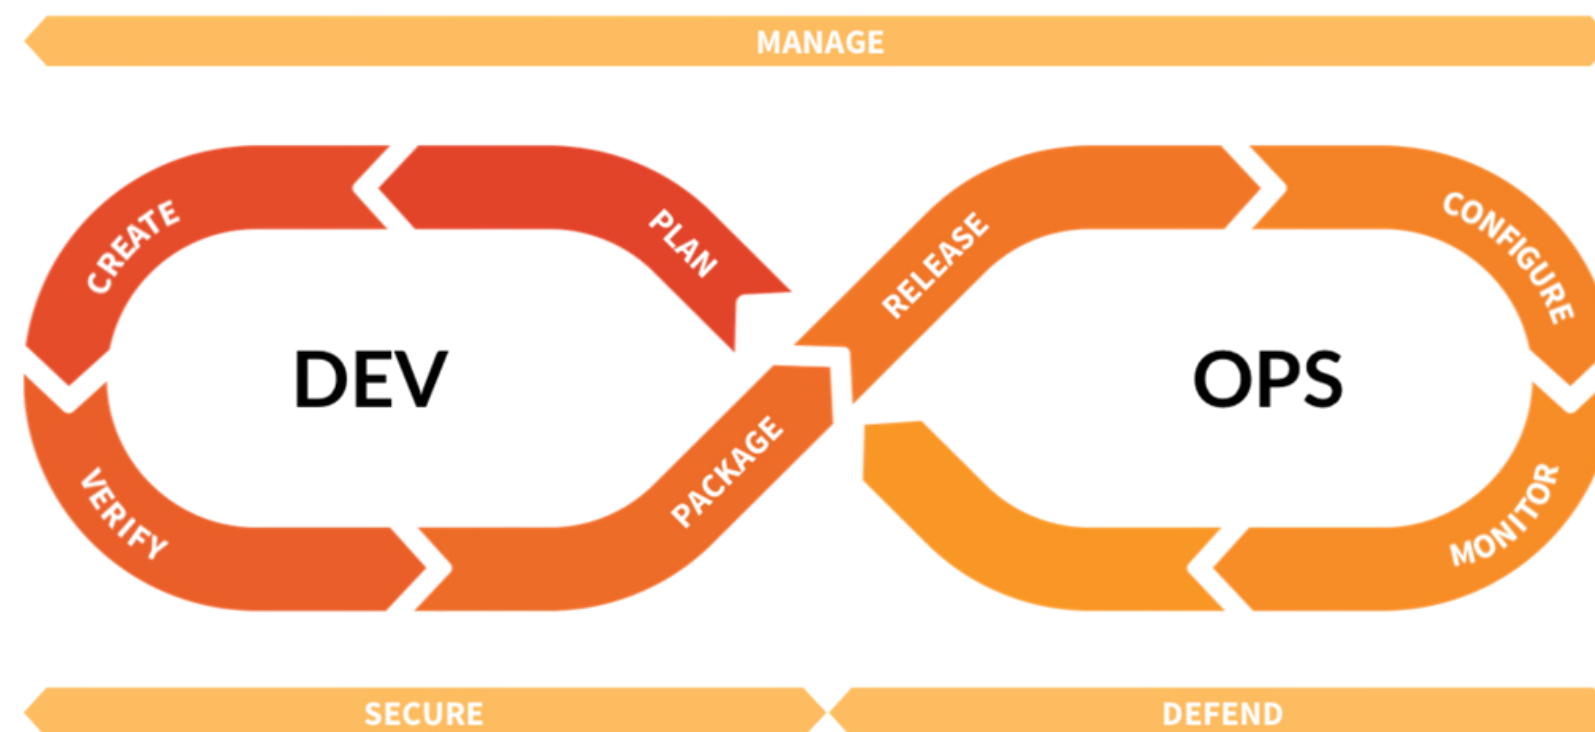 MANAGE
CREATE
PLAN
RELEASE
CONFIGURE
DEV
OPS
VERIFY
PACKAGE
MONITOR
SECURE
DEFEND